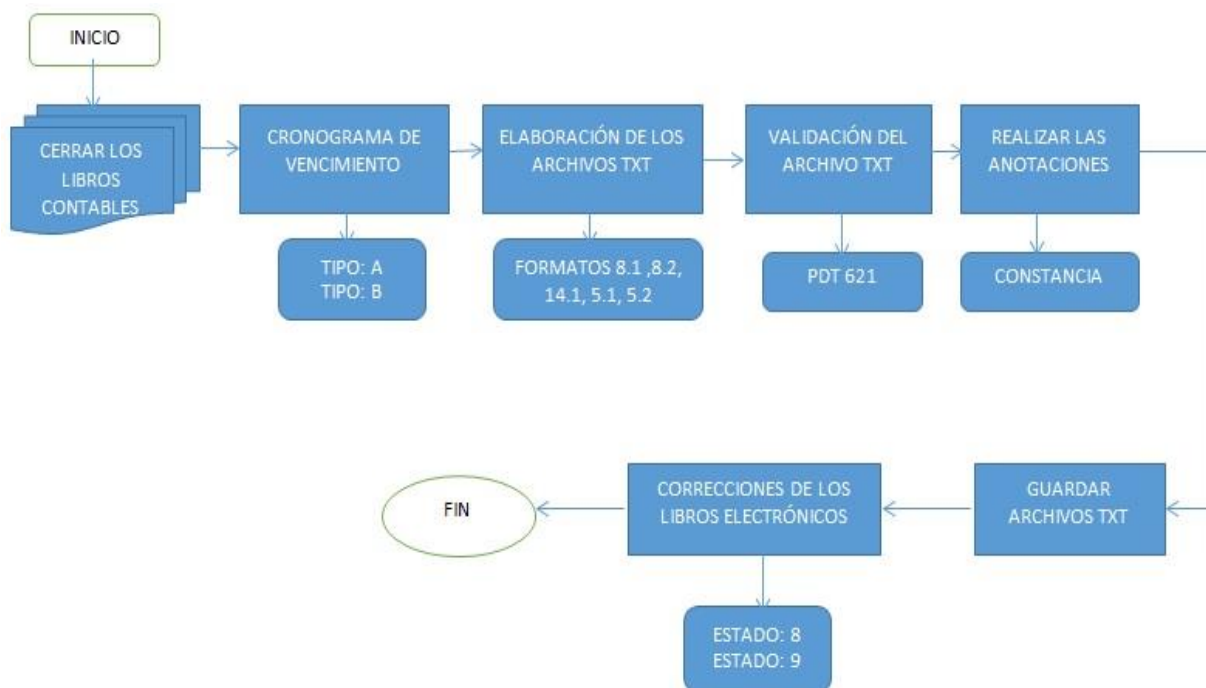 INICIO
CERRAR LOS
LIBROS
CONTABLES
CRONOGRAMA DE
VENCIMIENTO
TIPO: A
TIPO: B
ELABORACIÓN DE LOS
ARCHIVOS TXT
FORMATOS 8.1 ,8.2,
14.1, 5.1, 5.2
VALIDACIÓN DEL
ARCHIVO TXT
PDT 621
REALIZAR LAS
ANOTACIONES
CONSTANCIA
GUARDAR
ARCHIVOS TXT
CORRECCIONES DE LOS
LIBROS ELECTRÓNICOS
ESTADO: 8
ESTADO: 9
FIN